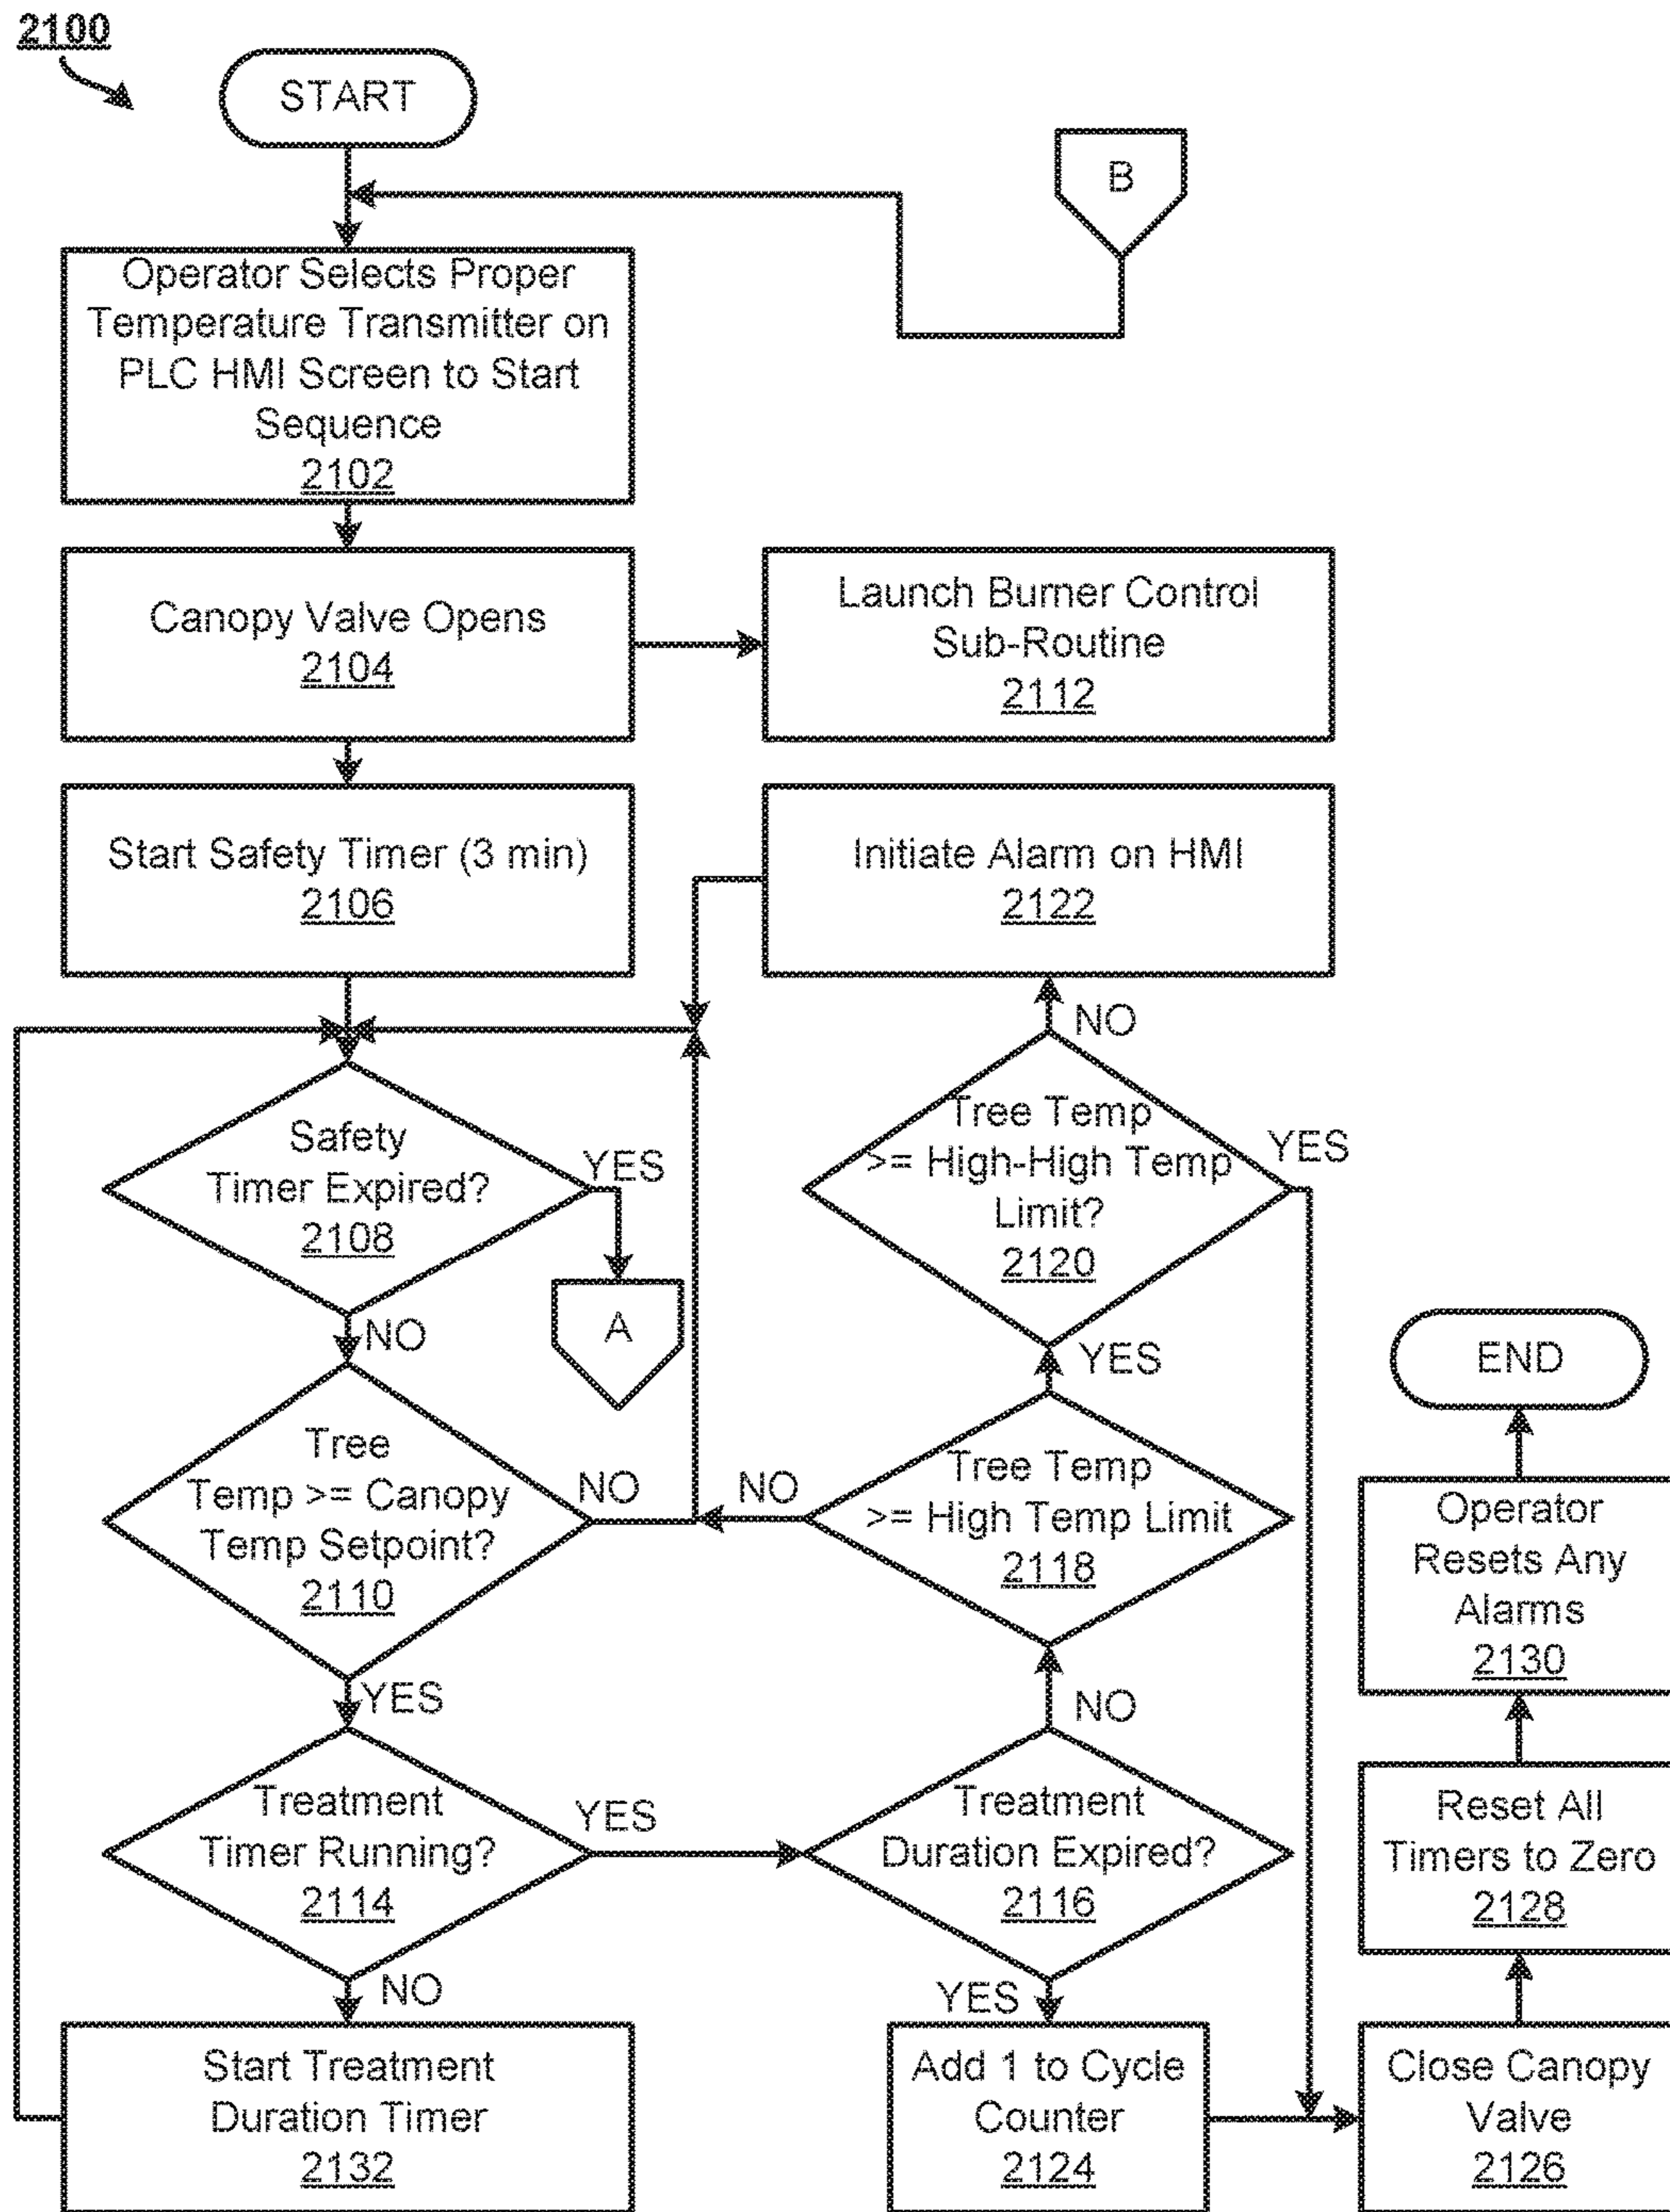 2100
START
B
Operator Selects Proper
Temperature Transmitter on
PLC HMI Screen to Start
Sequence
2102
Canopy Valve Opens
2104
Launch Burner Control
Sub-Routine
2112
Start Safety Timer (3 min)
2106
Initiate Alarm on HMI
2122
NO
Safety
Timer Expired?
2108
YES
A
NO
Tree Temp
>= High-High Temp
Limit?
2120
YES
YES
Tree
Temp >= Canopy
Temp Setpoint?
2110
NO
YES
NO
Tree Temp
>= High Temp Limit
2118
NO
END
Operator
Resets Any
Alarms
2130
Treatment
Timer Running?
2114
YES
NO
Treatment
Duration Expired?
2116
YES
Reset All
Timers to Zero
2128
Start Treatment
Duration Timer
2132
Add 1 to Cycle
Counter
2124
Close Canopy
Valve
2126